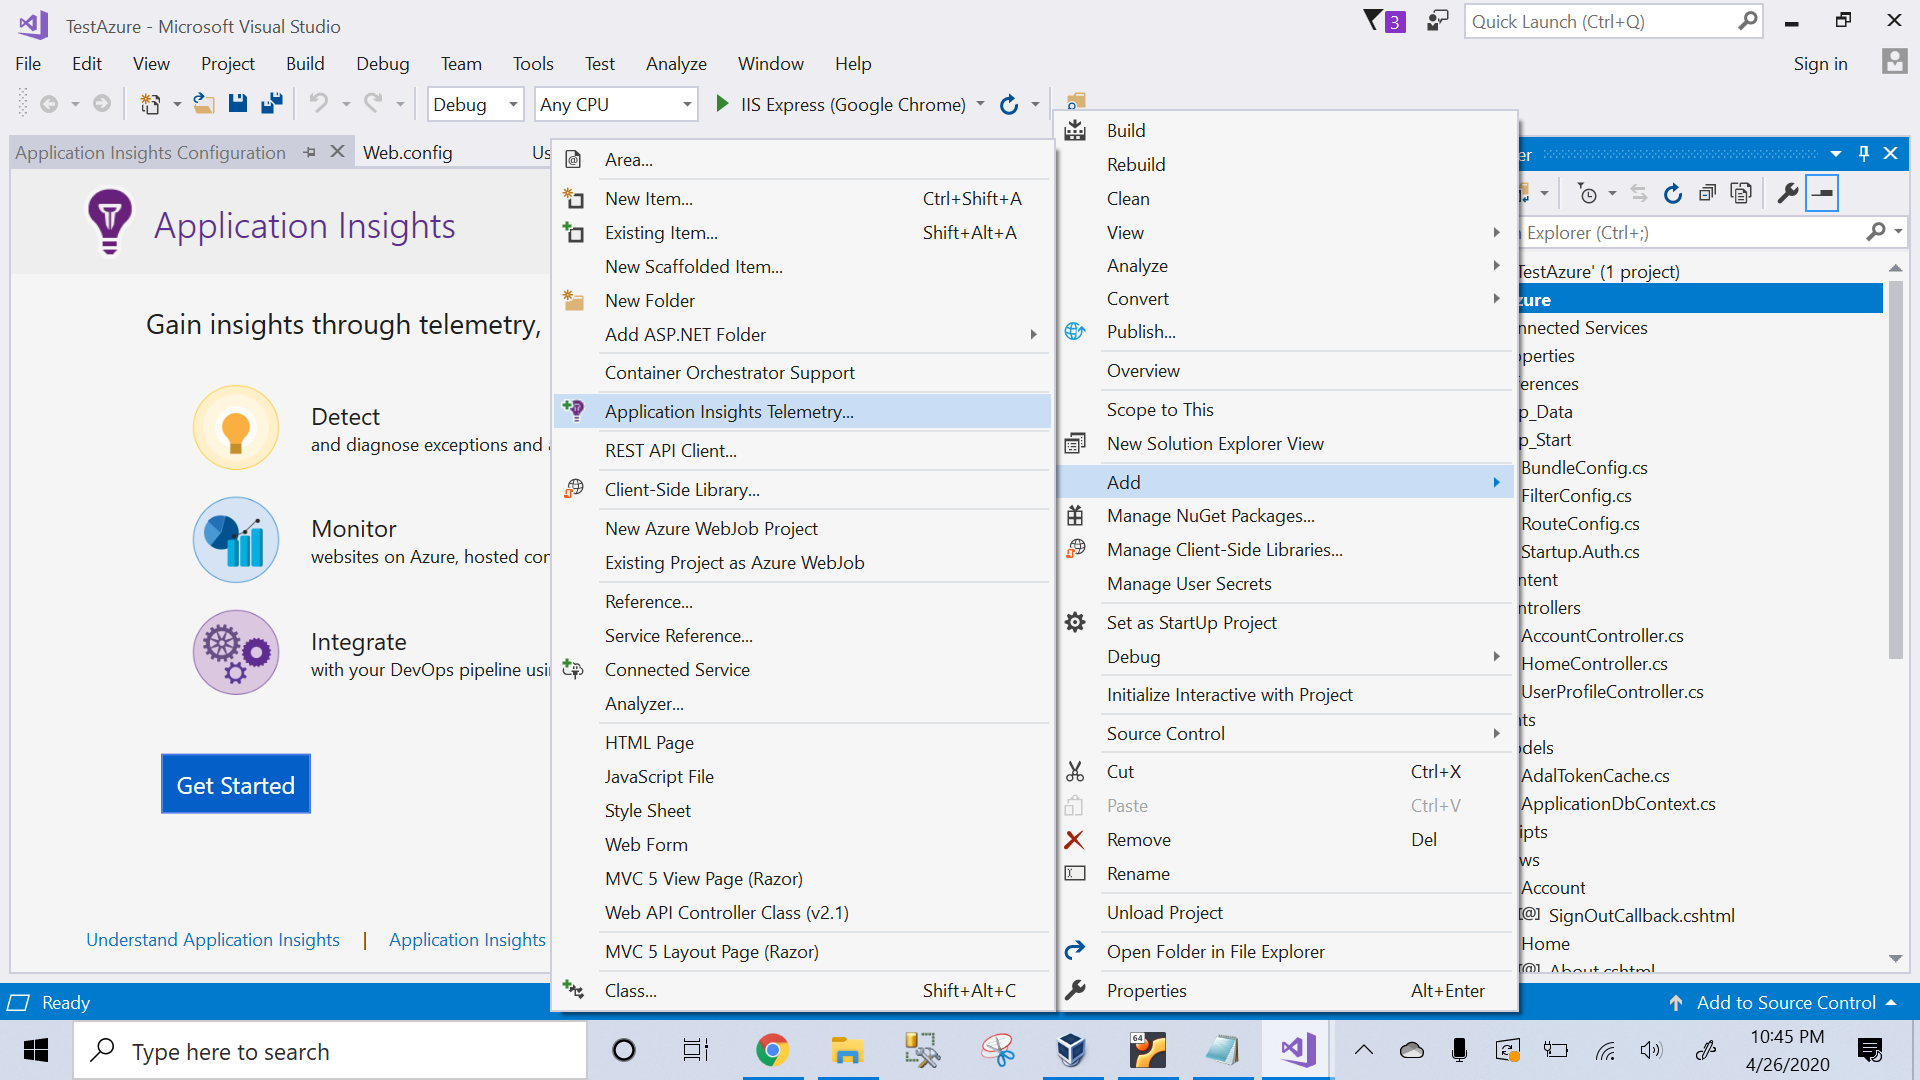 TestAzure - Microsoft Visual Studio
3
Quick Launch (Ctrl+Q)
File Edit View Project Build Debug Team Tools Test Analyze Window Help
Sign in
Debug
Any CPU
IIS Express (Google Chrome)
Application Insights Configuration
Web.config
Us
Application Insights
Gain insights through telemetry,
Detect
and diagnose exceptions and
Monitor
websites on Azure, hosted con
Integrate
with your DevOps pipeline usi
Get Started
Understand Application Insights | Application Insights
Area...
New Item... Ctrl+Shift+A
Existing Item... Shift+Alt+A
New Scaffolded Item...
New Folder
Add ASP.NET Folder
Container Orchestrator Support
Application Insights Telemetry...
REST API Client...
Client-Side Library...
New Azure WebJob Project
Existing Project as Azure WebJob
Reference...
Service Reference...
Connected Service
Analyzer...
HTML Page
JavaScript File
Style Sheet
Web Form
MVC 5 View Page (Razor)
Web API Controller Class (v2.1)
MVC 5 Layout Page (Razor)
Class... Shift+Alt+C
Build
Rebuild
Clean
View
Analyze
Convert
Publish...
Overview
Scope to This
New Solution Explorer View
Add
Manage NuGet Packages...
Manage Client-Side Libraries...
Manage User Secrets
Set as StartUp Project
Debug
Initialize Interactive with Project
Source Control
Cut Ctrl+X
Paste Ctrl+V
Remove Del
Rename
Unload Project
Open Folder in File Explorer
Properties Alt+Enter
er
Explorer (Ctrl+;)
TestAzure' (1 project)
zure
nnected Services
perties
erences
p_Data
p_Start
BundleConfig.cs
FilterConfig.cs
RouteConfig.cs
Startup.Auth.cs
ntent
ntrollers
AccountController.cs
HomeController.cs
UserProfileController.cs
nts
dels
AdalTokenCache.cs
ApplicationDbContext.cs
ipts
ws
Account
[@] SignOutCallback.cshtml
Home
[@] About.cshtml
Ready
Add to Source Control
Type here to search
64
10:45 PM
4/26/2020